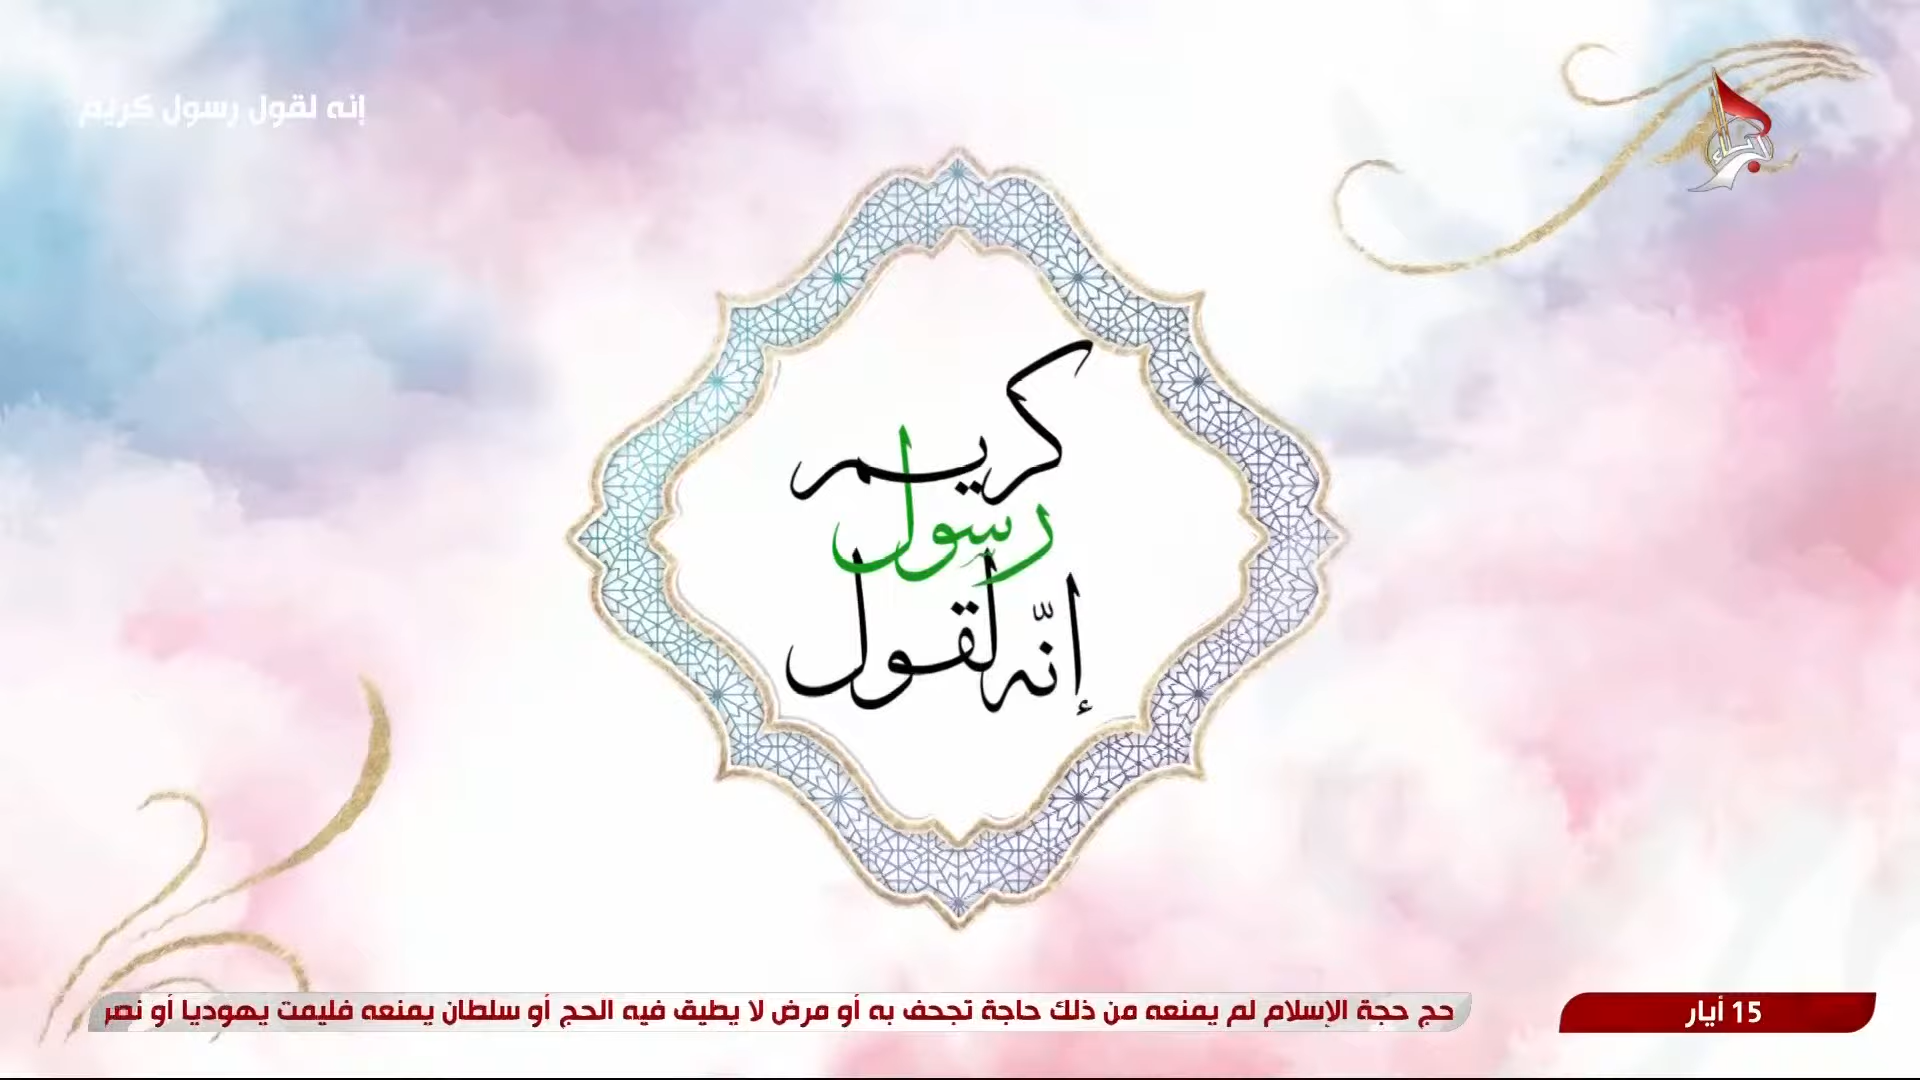 إنه لقول رسول كريم
كربلاء
كريم
رسول
إنّه لقول
حج حجة الإسلام لم يمنعه من ذلك حاجة تجحف به أو مرض لا يطيق فيه الحج أو سلطان يمنعه فليمت يهوديا أو نصر
15 أيار